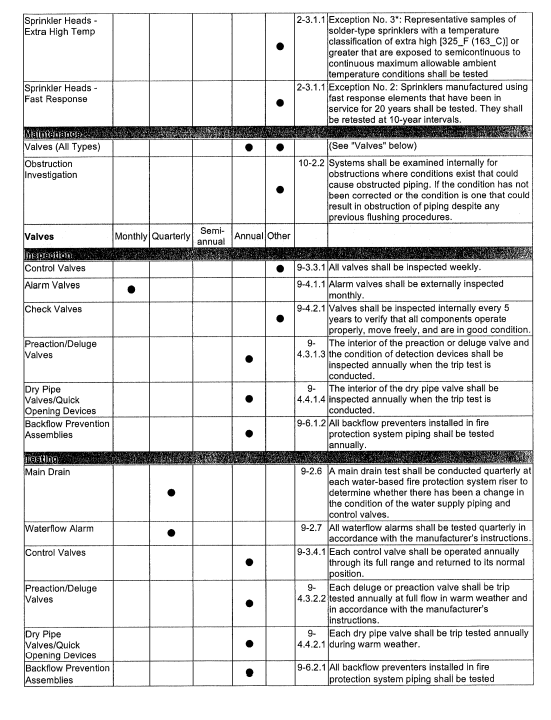 Sprinkler Heads - Extra High Temp
2-3.1.1
Exception No. 3*: Representative samples of
solder-type sprinklers with a temperature
classification of extra high [325_F (163_C)] or
greater that are exposed to semicontinuous to
continuous maximum allowable ambient
temperature conditions shall be tested
Sprinkler Heads -
Fast Response
2-3.1.1
Exception No. 2: Sprinklers manufactured using
fast response elements that have been in
service for 20 years shall be tested. They shall
be retested at 10-year intervals.
Maintenance
Valves (All Types)
(See "Valves" below)
Obstruction
Investigation
10-2.2
Systems shall be examined internally for
obstructions where conditions exist that could
cause obstructed piping. If the condition has not
been corrected or the condition is one that could
result in obstruction of piping despite any
previous flushing procedures.
Valves
Monthly
Quarterly
Semi-
annual
Annual
Other
Inspection
Control Valves
9-3.3.1
All valves shall be inspected weekly.
Alarm Valves
9-4.1.1
Alarm valves shall be externally inspected
monthly.
Check Valves
9-4.2.1
Valves shall be inspected internally every 5
years to verify that all components operate
properly, move freely, and are in good condition.
Preaction/Deluge
Valves
9-
4.3.1.3
The interior of the preaction or deluge valve and
the condition of detection devices shall be
inspected annually when the trip test is
conducted.
Dry Pipe
Valves/Quick
Opening Devices
9-
4.4.1.4
The interior of the dry pipe valve shall be
inspected annually when the trip test is
conducted.
Backflow Prevention
Assemblies
9-6.1.2
All backflow preventers installed in fire
protection system piping shall be tested
annually.
Testing
Main Drain
9-2.6
A main drain test shall be conducted quarterly at
each water-based fire protection system riser to
determine whether there has been a change in
the condition of the water supply piping and
control valves.
Waterflow Alarm
9-2.7
All waterflow alarms shall be tested quarterly in
accordance with the manufacturer's instructions.
Control Valves
9-3.4.1
Each control valve shall be operated annually
through its full range and returned to its normal
position.
Preaction/Deluge
Valves
9-
4.3.2.2
Each deluge or preaction valve shall be trip
tested annually at full flow in warm weather and
in accordance with the manufacturer's
instructions.
Dry Pipe
Valves/Quick
Opening Devices
9-
4.4.2.1
Each dry pipe valve shall be trip tested annually
during warm weather.
Backflow Prevention
Assemblies
9-6.2.1
All backflow preventers installed in fire
protection system piping shall be tested